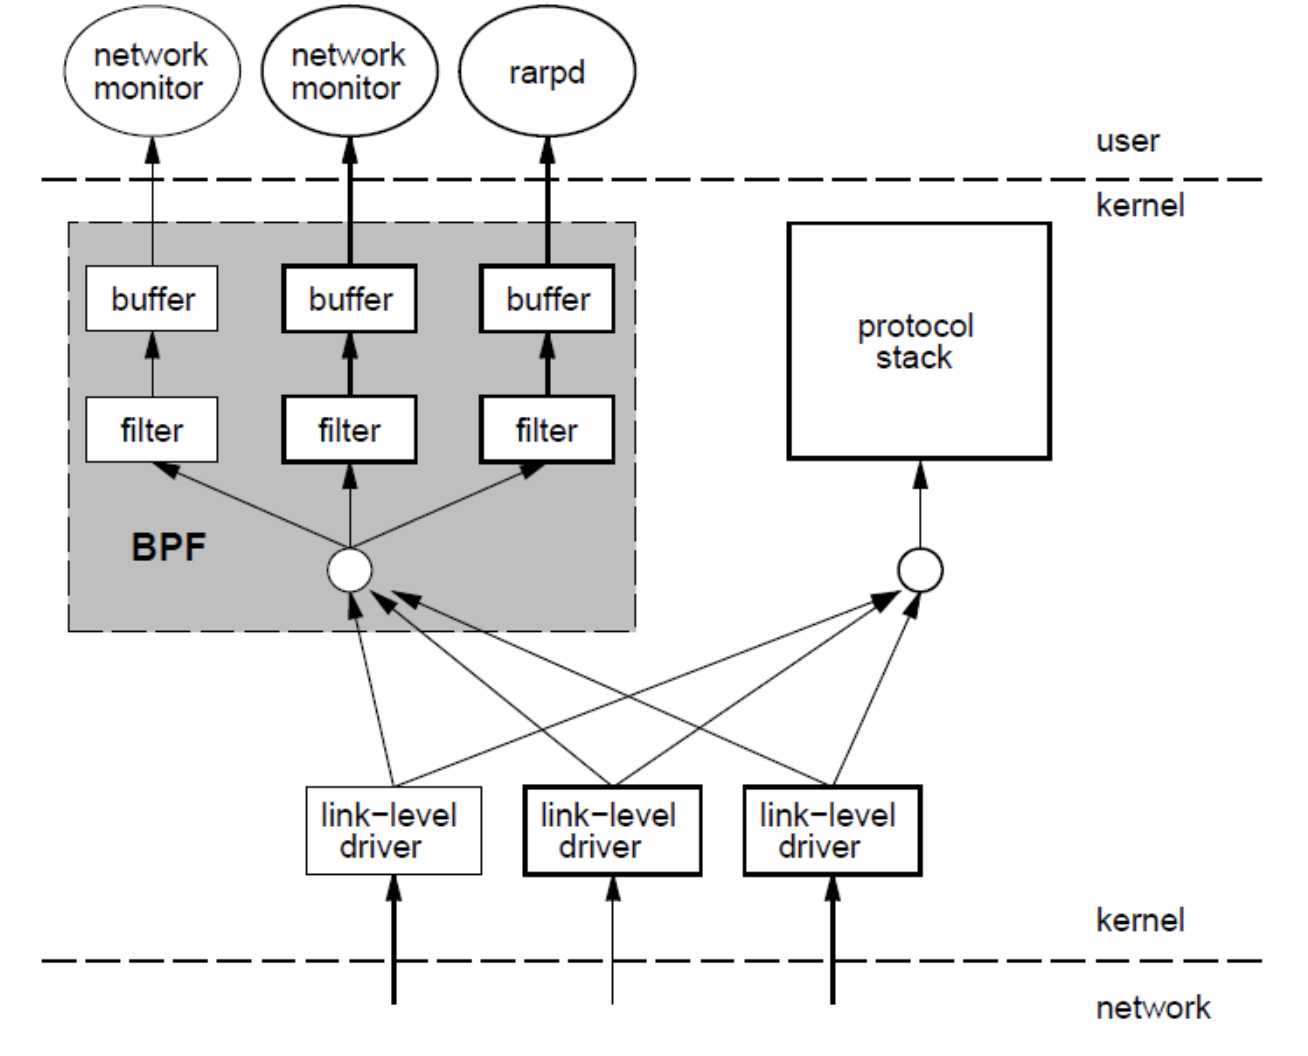 network
monitor
network
monitor
rarpd
user
kernel
buffer
buffer
buffer
protocol
stack
filter
filter
filter
BPF
link−level
driver
link−level
driver
link−level
driver
kernel
network